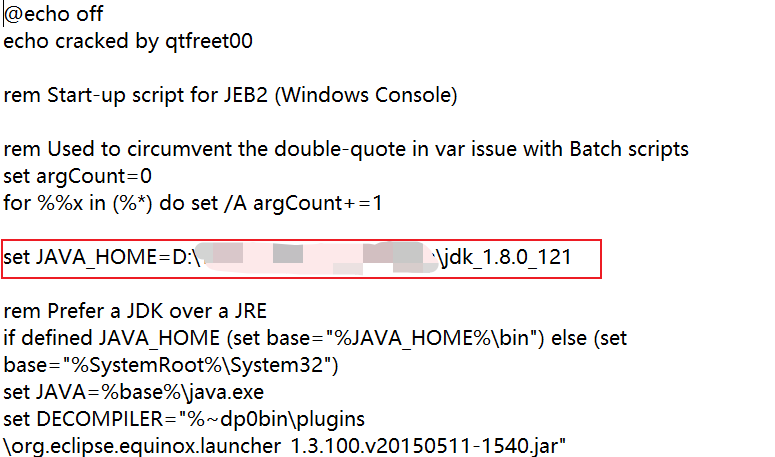 @echo off
echo cracked by qtfreet00
rem Start-up script for JEB2 (Windows Console)
rem Used to circumvent the double-quote in var issue with Batch scripts
set argCount=0
for %%x in (%*) do set /A argCount+=1
set JAVA_HOME=D:\ \jdk_1.8.0_121
rem Prefer a JDK over a JRE
if defined JAVA_HOME (set base="%JAVA_HOME%\bin") else (set
base="%SystemRoot%\System32")
set JAVA=%base%\java.exe
set DECOMPILER="%~dp0bin\plugins
\org.eclipse.equinox.launcher_1.3.100.v20150511-1540.jar"